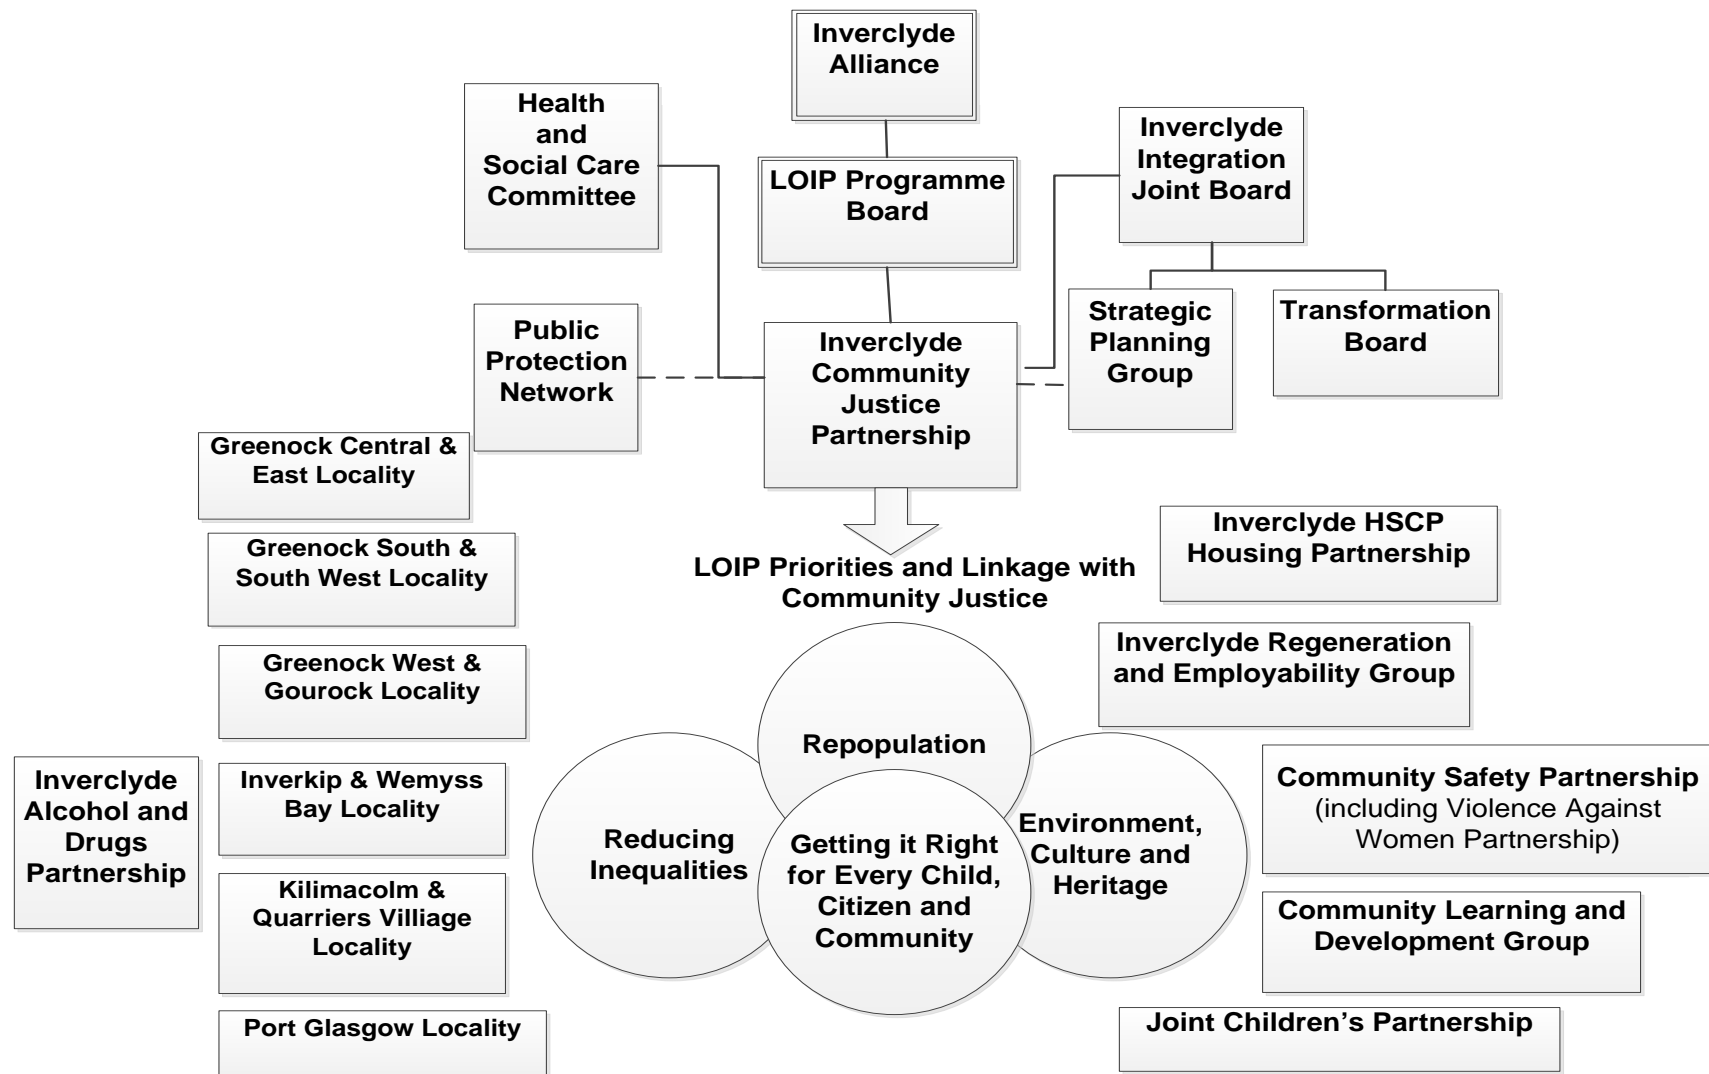 Inverclyde
Alliance
Health
and
Social Care
Committee
Inverclyde
Integration
Joint Board
LOIP Programme
Board
Public
Protection
Network
Inverclyde
Community
Justice
Partnership
Strategic
Planning
Group
Transformation
Board
Greenock Central &
East Locality
Greenock South &
South West Locality
Greenock West &
Gourock Locality
Inverclyde
Alcohol and
Drugs
Partnership
Inverkip & Wemyss
Bay Locality
Kilimacolm &
Quarriers Villiage
Locality
Port Glasgow Locality
LOIP Priorities and Linkage with
Community Justice
Repopulation
Reducing
Inequalities
Getting it Right
for Every Child,
Citizen and
Community
Environment,
Culture and
Heritage
Inverclyde HSCP
Housing Partnership
Inverclyde Regeneration
and Employability Group
Community Safety Partnership
(including Violence Against
Women Partnership)
Community Learning and
Development Group
Joint Children’s Partnership